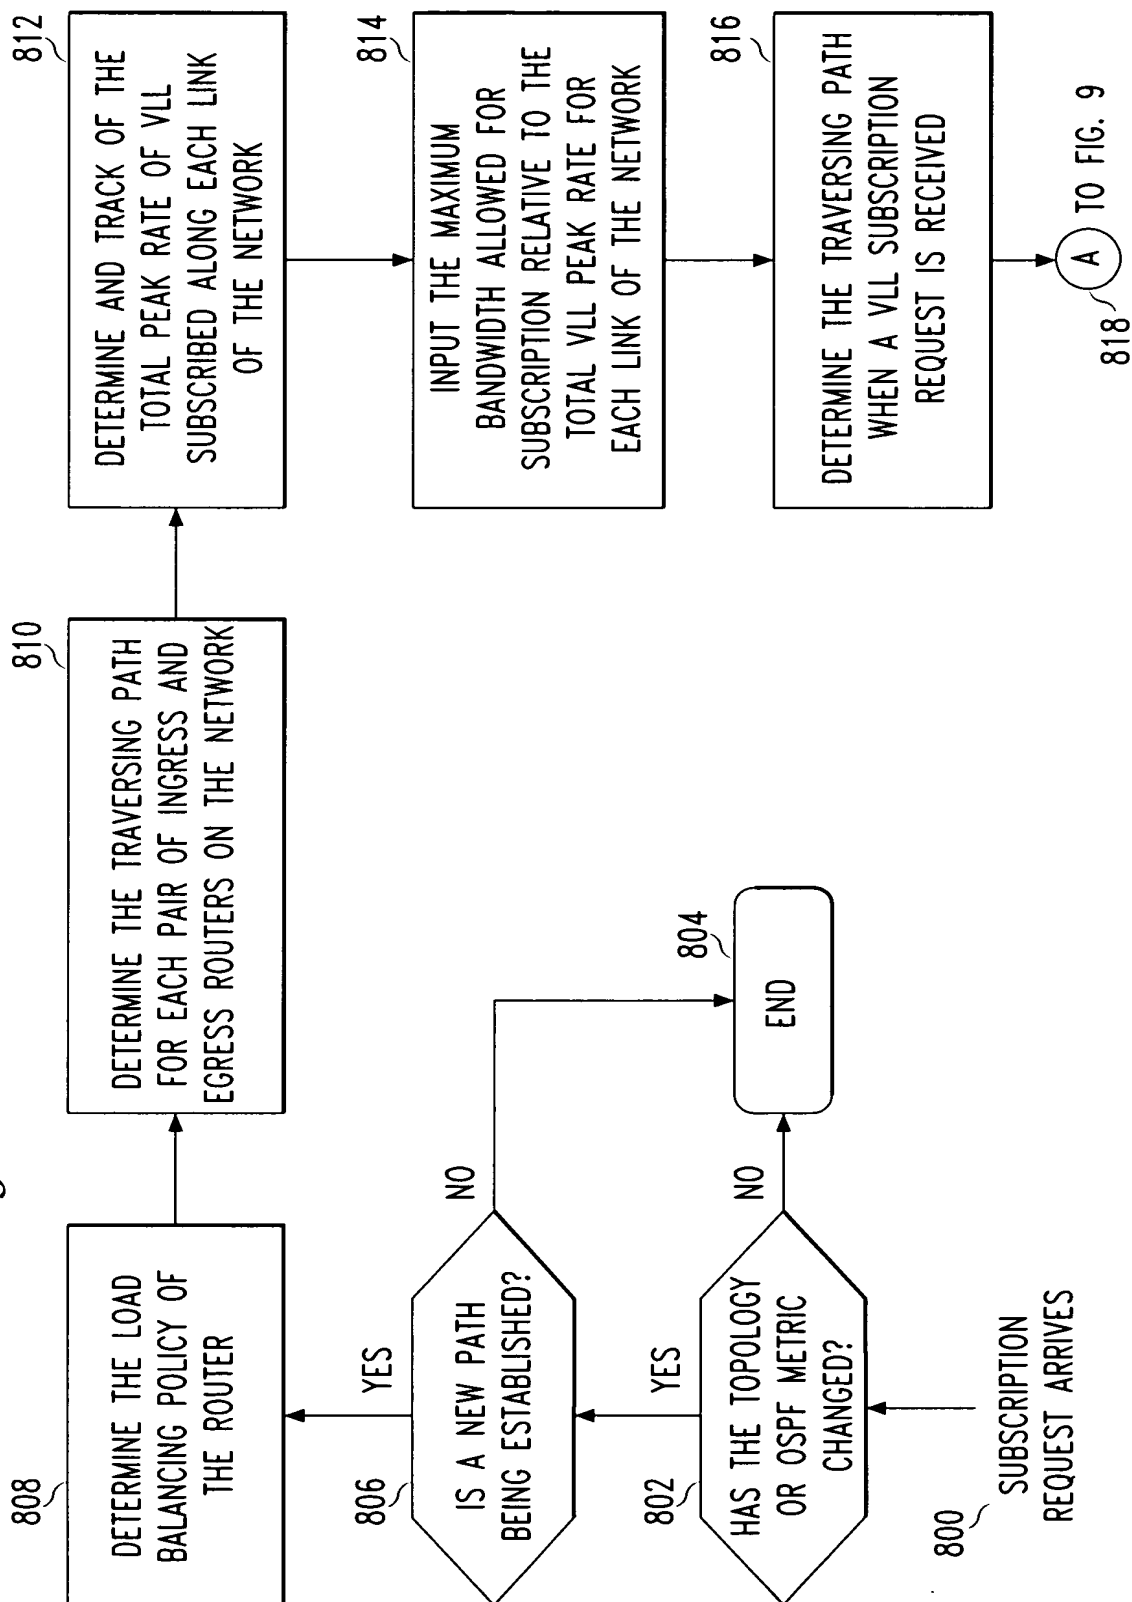 800
SUBSCRIPTION
REQUEST ARRIVES
802
HAS THE TOPOLOGY
OR OSPF METRIC
CHANGED?
NO
YES
804
END
806
IS A NEW PATH
BEING ESTABLISHED?
NO
YES
808
DETERMINE THE LOAD
BALANCING POLICY OF
THE ROUTER
810
DETERMINE THE TRAVERSING PATH
FOR EACH PAIR OF INGRESS AND
EGRESS ROUTERS ON THE NETWORK
812
DETERMINE AND TRACK OF THE
TOTAL PEAK RATE OF VLL
SUBSCRIBED ALONG EACH LINK
OF THE NETWORK
814
INPUT THE MAXIMUM
BANDWIDTH ALLOWED FOR
SUBSCRIPTION RELATIVE TO THE
TOTAL VLL PEAK RATE FOR
EACH LINK OF THE NETWORK
816
DETERMINE THE TRAVERSING PATH
WHEN A VLL SUBSCRIPTION
REQUEST IS RECEIVED
818
A TO FIG. 9